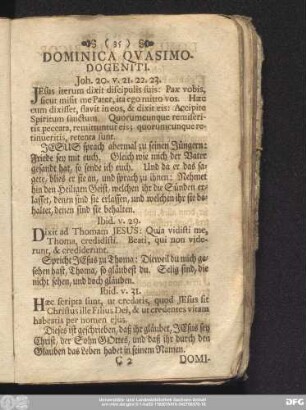 ( 35 )
DOMINICA QVASIMO-
DOGENITI.
Joh. 20. v. 21. 22. 23.
JEsus iterum dixit discipulis suis: Pax vobis,
sicut misit me Pater, ita ego mitto vos. Hæc
cum dixisset, flavit in eos, & dixit eis: Accipite
Spiritum sanctum. Quorumcunque remiseri-
tis peccata, remittuntur eis; quorumcunque re-
tinueritis, retenta sunt.
JESUS sprach abermal zu seinen Jüngern:
Friede sey mit euch. Gleich wie mich der Vater
gesandt hat, so sende ich euch. Und da er das sa-
gete, blies er sie an, und sprach zu ihnen: Nehmet
hin den Heiligen Geist, welchen ihr die Sünden er-
lasset, denen sind sie erlassen, und welchen ihr sie be-
haltet, denen sind sie behalten.
Ibid. v. 29.
Dixit ad Thomam JESUS: Quia vidisti me,
Thoma, credidisti. Beati, qui non vide-
runt, & crediderunt.
Spricht JEsus zu Thoma: Dieweil du mich ge-
sehen hast, Thoma, so gläubest du. Selig sind, die
nicht sehen, und doch gläuben.
Ibid. v. 31.
Hæc scripta sunt, ut credatis, quod JEsus sit
Christus ille Filius Dei, & ut credentes vitam
habeatis per nomen ejus.
Dieses ist geschrieben, daß ihr gläubet, JEsus sey
Christ, der Sohn GOttes, und daß ihr durch den
Glauben das Leben habet in seinem Namen.
C 2 DOMI-